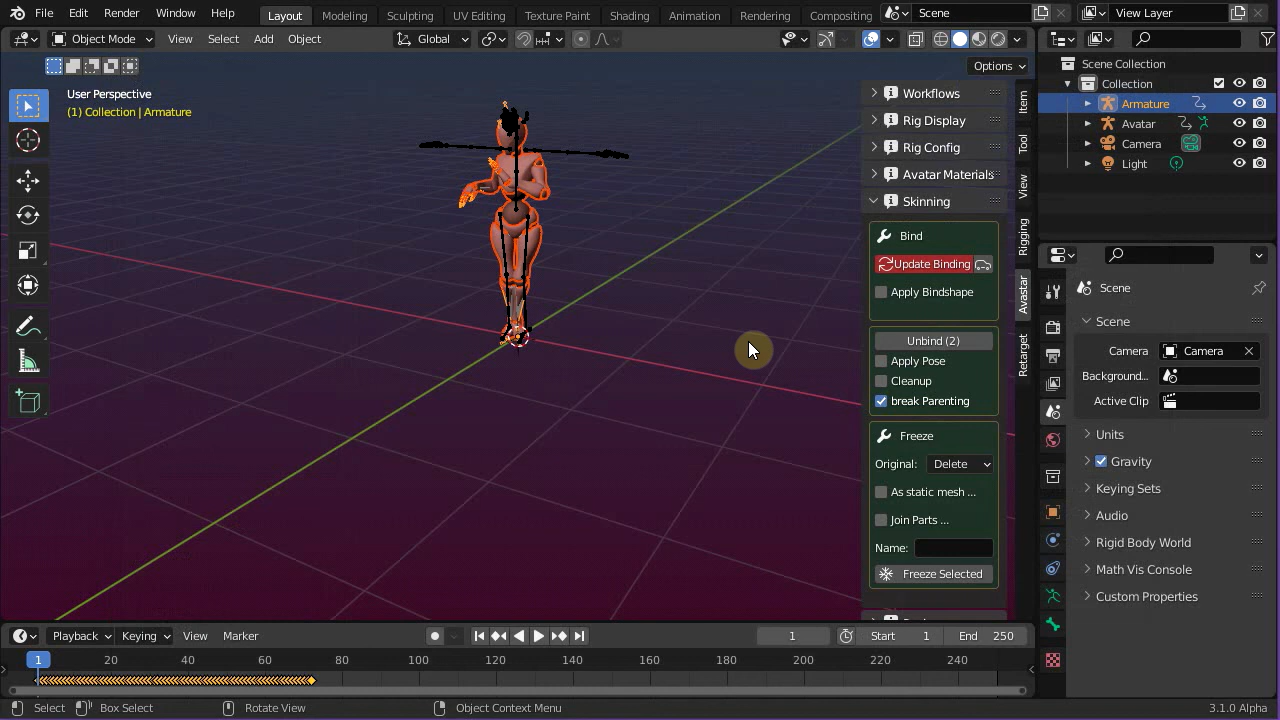 File Edit Render Window Help Layout Modeling Sculpting UV Editing Texture Paint Shading Animation Rendering Compositing Scene View Layer
Object Mode View Select Add Object Global
Options
User Perspective
(1) Collection | Armature
Workflows
Rig Display
Rig Config
Avatar Materials
Skinning
Bind
Update Binding
Apply Bindshape
Unbind (2)
Apply Pose
Cleanup
break Parenting
Freeze
Original: Delete
As static mesh ...
Join Parts ...
Name:
Freeze Selected
Item
Tool
View
Rigging
Avastar
Retarget
Scene Collection
Collection
Armature
Avatar
Camera
Light
Scene
Scene
Camera Camera
Background...
Active Clip
Units
Gravity
Keying Sets
Audio
Rigid Body World
Math Vis Console
Custom Properties
Playback Keying View Marker 1 Start 1 End 250
1 20 40 60 80 100 120 140 160 180 200 220 240
Select Box Select Rotate View Object Context Menu 3.1.0 Alpha